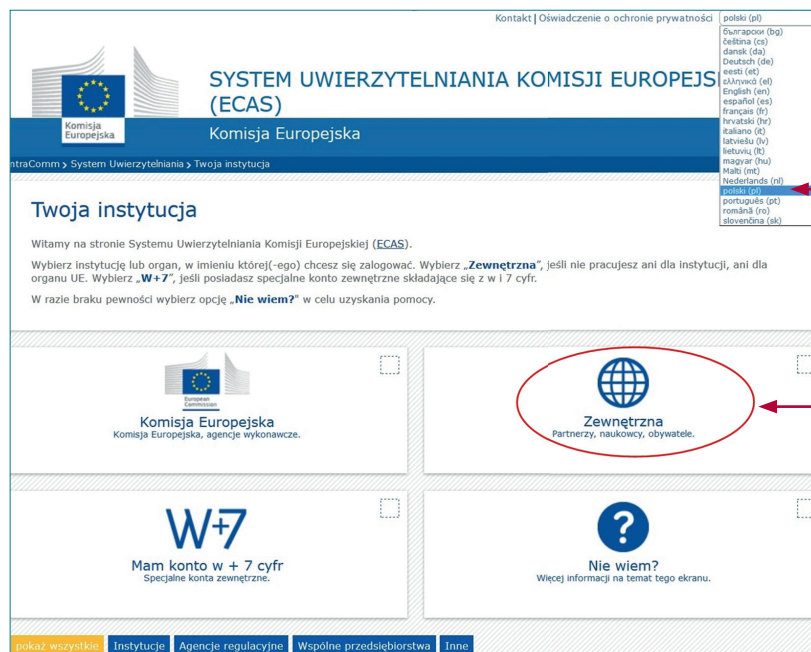 Kontakt | Oświadczenie o ochronie prywatności polski (pl)
български (bg)
čeština (cs)
dansk (da)
Deutsch (de)
eesti (et)
ελληνικά (el)
English (en)
español (es)
français (fr)
hrvatski (hr)
italiano (it)
latviešu (lv)
lietuvių (lt)
magyar (hu)
Malti (mt)
Nederlands (nl)
polski (pl)
português (pt)
română (ro)
slovenčina (sk)
SYSTEM UWIERZYTELNIANIA KOMISJI EUROPEJS
(ECAS)
Komisja
Europejska
Komisja Europejska
ntraComm > System Uwierzytelniania > Twoja instytucja
Twoja instytucja
Witamy na stronie Systemu Uwierzytelniania Komisji Europejskiej (ECAS).
Wybierz instytucję lub organ, w imieniu której(-ego) chcesz się zalogować. Wybierz „Zewnętrzna", jeśli nie pracujesz ani dla instytucji, ani dla
organu UE. Wybierz „W+7", jeśli posiadasz specjalne konto zewnętrzne składające się z w i 7 cyfr.
W razie braku pewności wybierz opcję „Nie wiem?" w celu uzyskania pomocy.
European
Commission
Komisja Europejska
Komisja Europejska, agencje wykonawcze.
Zewnętrzna
Partnerzy, naukowcy, obywatele.
W+7
Mam konto w + 7 cyfr
Specjalne konta zewnętrzne.
?
Nie wiem?
Więcej informacji na temat tego ekranu.
pokaż wszystkie Instytucje Agencje regulacyjne Wspólne przedsiębiorstwa Inne